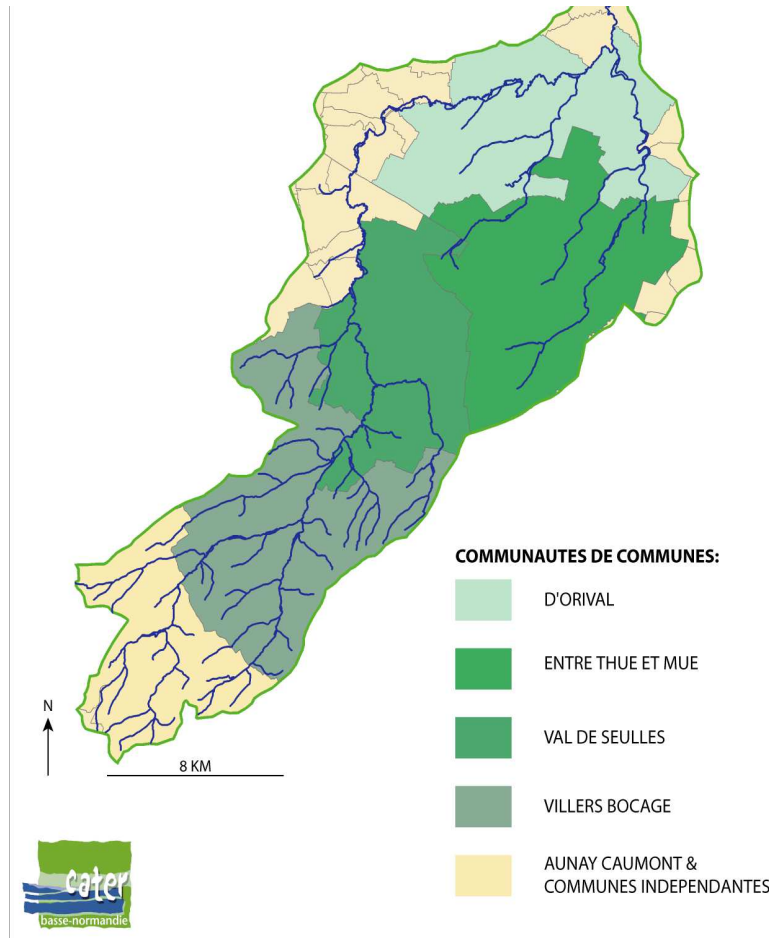 COMMUNAUTES DE COMMUNES:
D'ORIVAL
ENTRE THUE ET MUE
VAL DE SEULLES
VILLERS BOCAGE
AUNAY CAUMONT &
COMMUNES INDEPENDANTES
N
8 KM
cater
basse-normandie